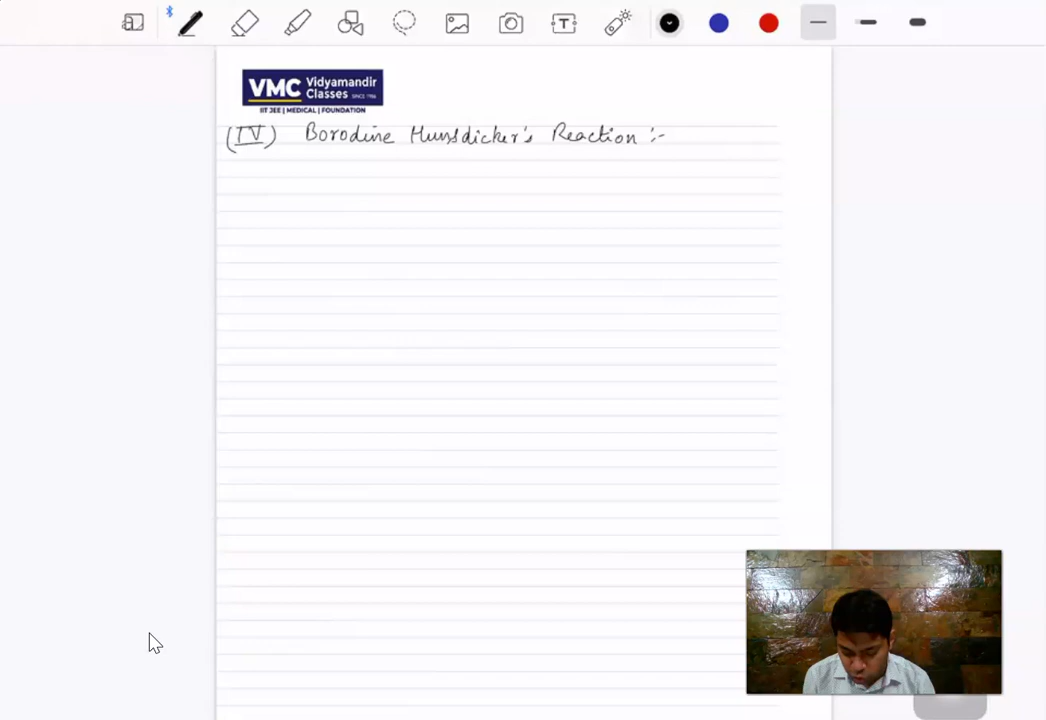 VMC Vidyamandir
Classes SINCE 1986
IIT JEE | MEDICAL | FOUNDATION
(IV) Borodine Hunsdicker's Reaction :-
T